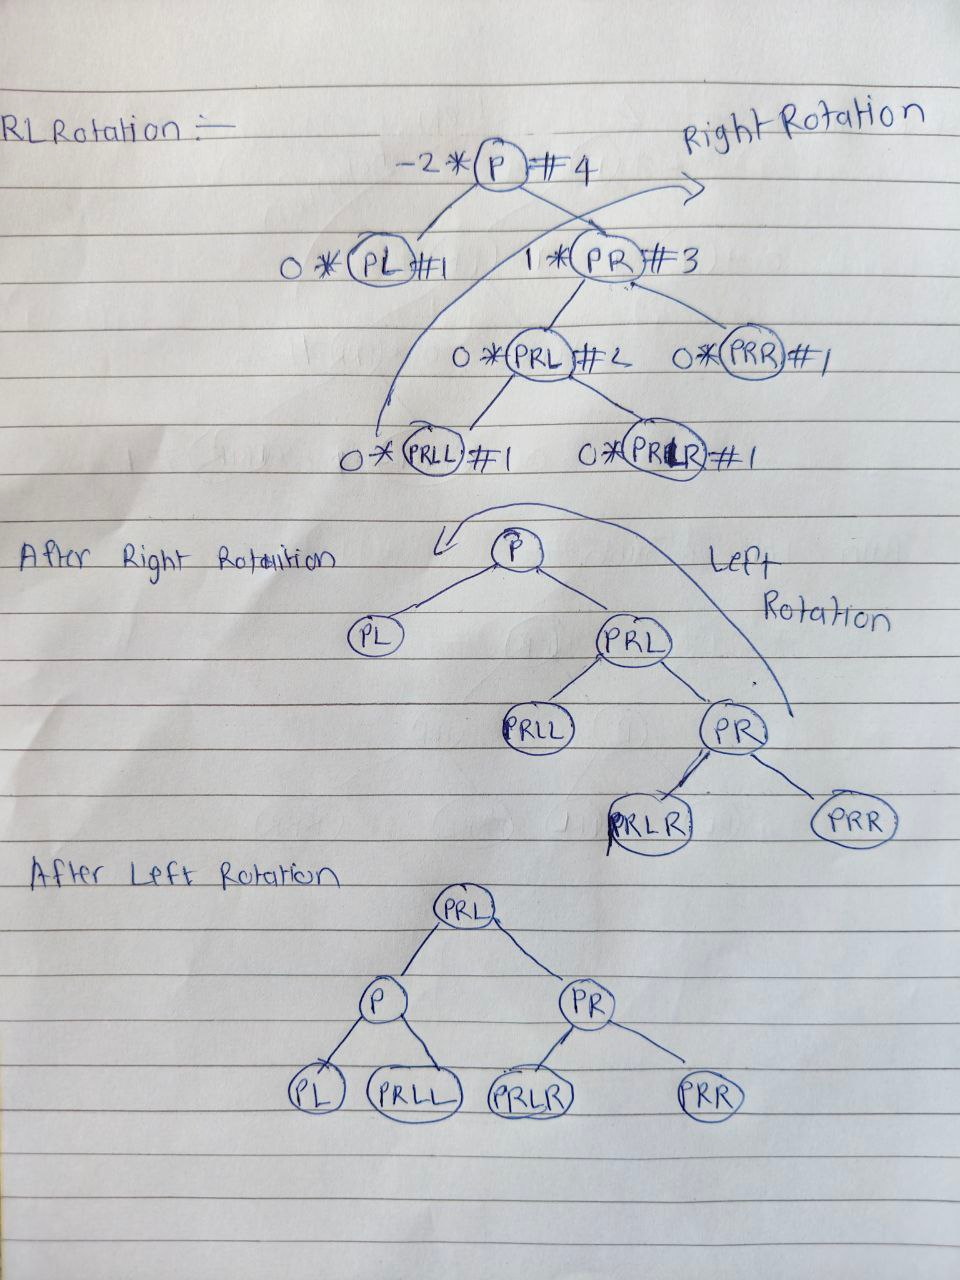 RL Rotation :—
Right Rotation
-2 * P #4
0 * PL #1 1 * PR #3
0 * PRL #2 0 * PRR #1
0 * PRLL #1 0 * PRLR #1
After Right Rotation
P
Left
Rotation
PL PRL
PRLL PR
PRLR PRR
After Left Rotation
PRL
P PR
PL PRLL PRLR PRR